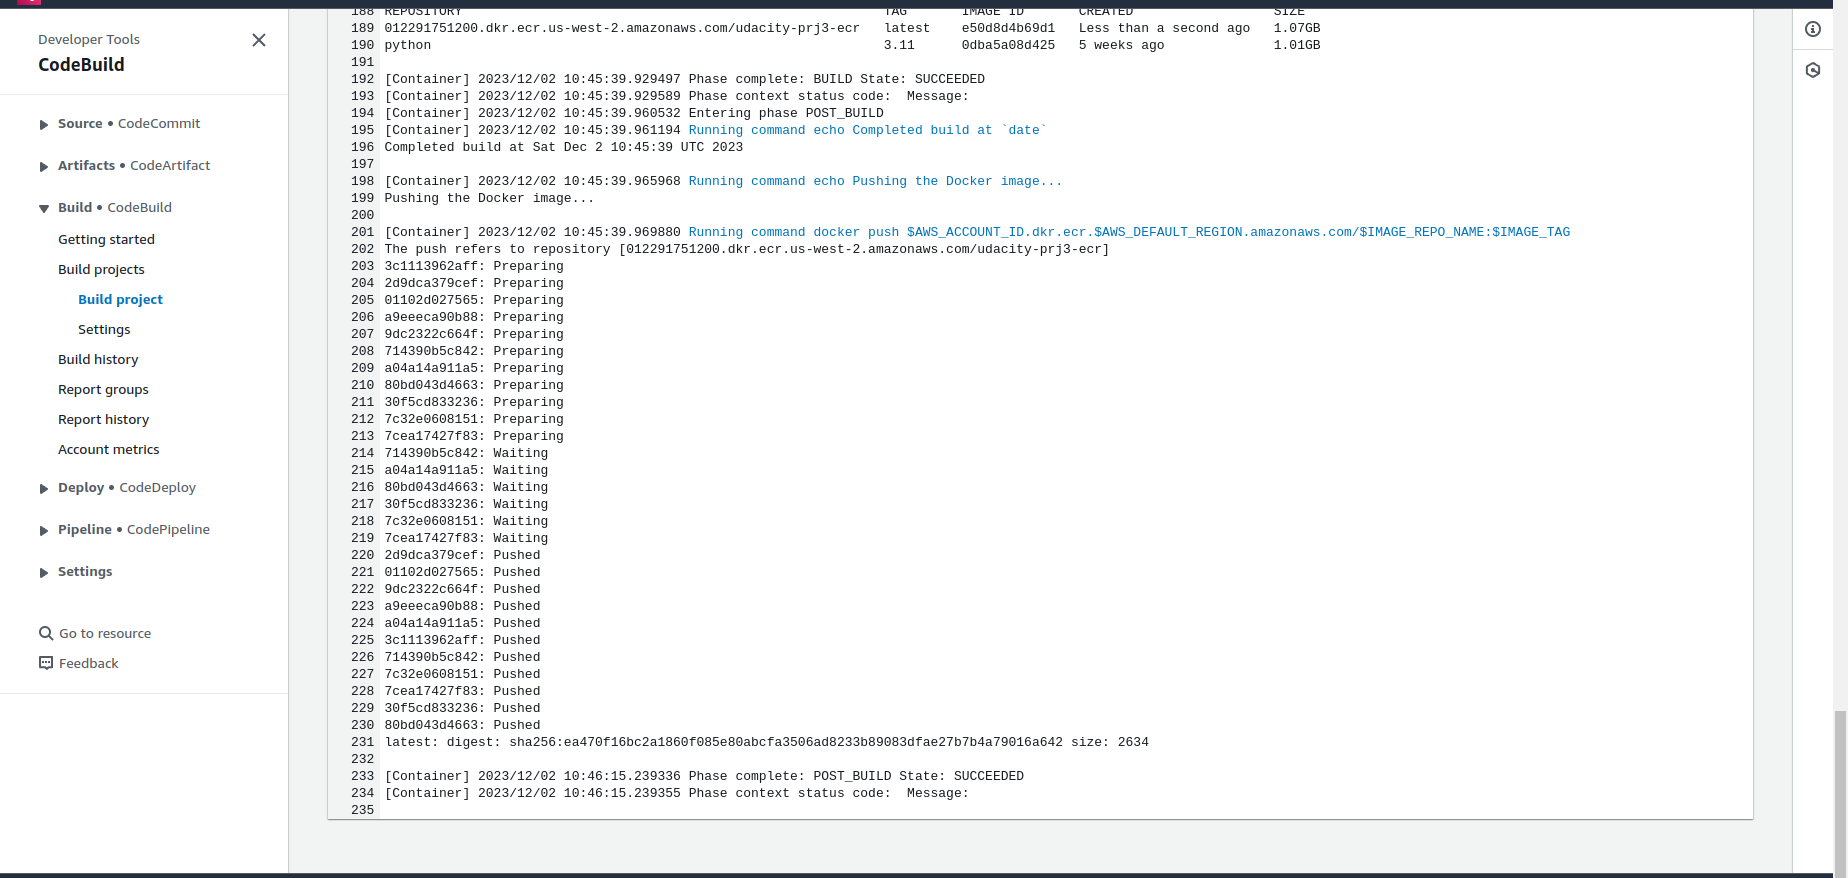 Developer Tools
CodeBuild
Source • CodeCommit
Artifacts • CodeArtifact
Build • CodeBuild
Getting started
Build projects
Build project
Settings
Build history
Report groups
Report history
Account metrics
Deploy • CodeDeploy
Pipeline • CodePipeline
Settings
Go to resource
Feedback
188 REPOSITORY TAG IMAGE ID CREATED SIZE
189 012291751200.dkr.ecr.us-west-2.amazonaws.com/udacity-prj3-ecr latest e50d8d4b69d1 Less than a second ago 1.07GB
190 python 3.11 0dba5a08d425 5 weeks ago 1.01GB
191
192 [Container] 2023/12/02 10:45:39.929497 Phase complete: BUILD State: SUCCEEDED
193 [Container] 2023/12/02 10:45:39.929589 Phase context status code:  Message:
194 [Container] 2023/12/02 10:45:39.960532 Entering phase POST_BUILD
195 [Container] 2023/12/02 10:45:39.961194 Running command echo Completed build at `date`
196 Completed build at Sat Dec 2 10:45:39 UTC 2023
197
198 [Container] 2023/12/02 10:45:39.965968 Running command echo Pushing the Docker image...
199 Pushing the Docker image...
200
201 [Container] 2023/12/02 10:45:39.969880 Running command docker push $AWS_ACCOUNT_ID.dkr.ecr.$AWS_DEFAULT_REGION.amazonaws.com/$IMAGE_REPO_NAME:$IMAGE_TAG
202 The push refers to repository [012291751200.dkr.ecr.us-west-2.amazonaws.com/udacity-prj3-ecr]
203 3c1113962aff: Preparing
204 2d9dca379cef: Preparing
205 01102d027565: Preparing
206 a9eeeca90b88: Preparing
207 9dc2322c664f: Preparing
208 714390b5c842: Preparing
209 a04a14a911a5: Preparing
210 80bd043d4663: Preparing
211 30f5cd833236: Preparing
212 7c32e0608151: Preparing
213 7cea17427f83: Preparing
214 714390b5c842: Waiting
215 a04a14a911a5: Waiting
216 80bd043d4663: Waiting
217 30f5cd833236: Waiting
218 7c32e0608151: Waiting
219 7cea17427f83: Waiting
220 2d9dca379cef: Pushed
221 01102d027565: Pushed
222 9dc2322c664f: Pushed
223 a9eeeca90b88: Pushed
224 a04a14a911a5: Pushed
225 3c1113962aff: Pushed
226 714390b5c842: Pushed
227 7c32e0608151: Pushed
228 7cea17427f83: Pushed
229 30f5cd833236: Pushed
230 80bd043d4663: Pushed
231 latest: digest: sha256:ea470f16bc2a1860f085e80abcfa3506ad8233b89083dfae27b7b4a79016a642 size: 2634
232
233 [Container] 2023/12/02 10:46:15.239336 Phase complete: POST_BUILD State: SUCCEEDED
234 [Container] 2023/12/02 10:46:15.239355 Phase context status code:  Message:
235